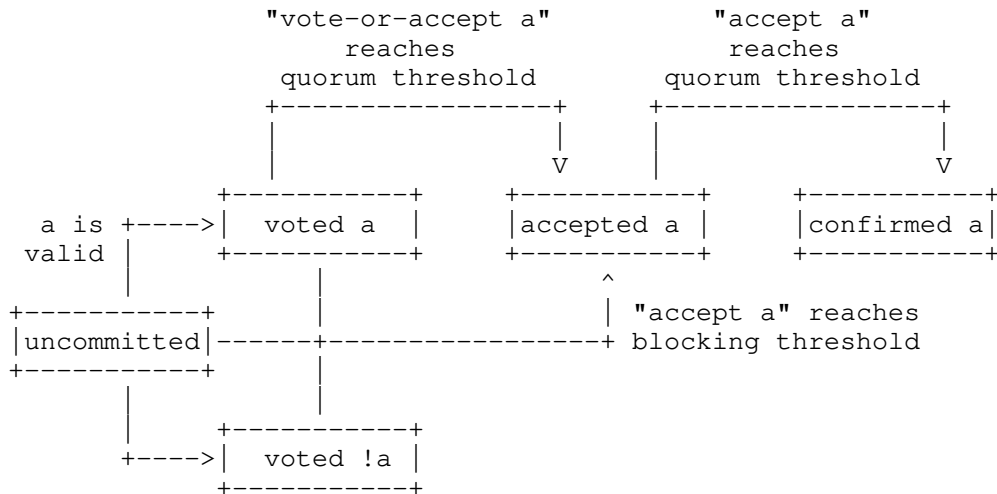 "vote-or-accept a" "accept a"
reaches reaches
quorum threshold quorum threshold
a is voted a accepted a confirmed a
valid
"accept a" reaches
uncommitted blocking threshold
voted !a